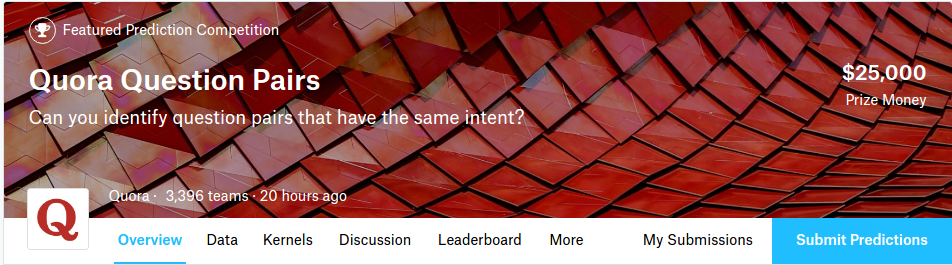 Featured Prediction Competition
Quora Question Pairs
$25,000
Can you identify question pairs that have the same intent?
Prize Money
Q
Quora · 3,396 teams · 20 hours ago
Overview Data Kernels Discussion Leaderboard More My Submissions Submit Predictions